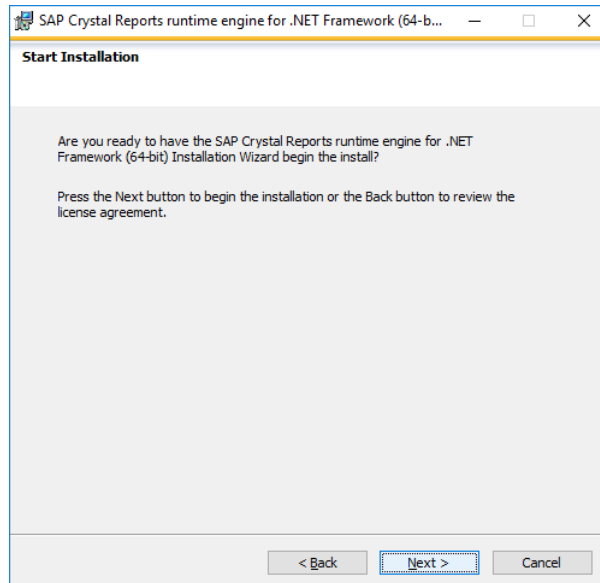 SAP Crystal Reports runtime engine for .NET Framework (64-b...
Start Installation
Are you ready to have the SAP Crystal Reports runtime engine for .NET
Framework (64-bit) Installation Wizard begin the install?
Press the Next button to begin the installation or the Back button to review the
license agreement.
< Back
Next >
Cancel